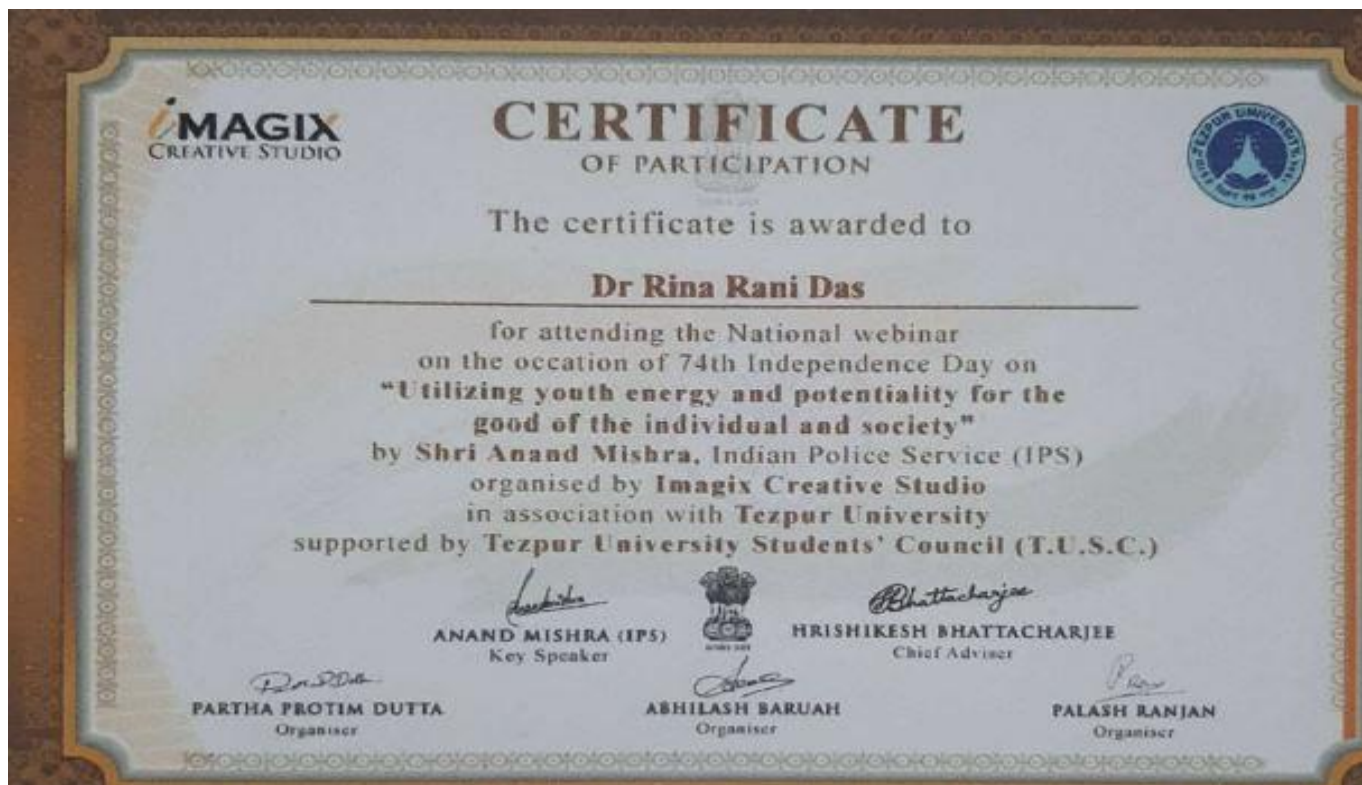 iMAGIX
CREATIVE STUDIO
CERTIFICATE
OF PARTICIPATION
TEZPUR UNIVERSITY
The certificate is awarded to
Dr Rina Rani Das
for attending the National webinar
on the occation of 74th Independence Day on
"Utilizing youth energy and potentiality for the
good of the individual and society"
by Shri Anand Mishra, Indian Police Service (IPS)
organised by Imagix Creative Studio
in association with Tezpur University
supported by Tezpur University Students' Council (T.U.S.C.)
Bhattacharjee
ANAND MISHRA (IPS)
Key Speaker
HRISHIKESH BHATTACHARJEE
Chief Adviser
PARTHA PROTIM DUTTA
Organiser
ABHILASH BARUAH
Organiser
PALASH RANJAN
Organiser